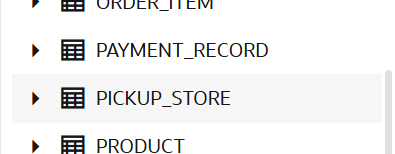 ORDER_ITEM
PAYMENT_RECORD
PICKUP_STORE
PRODUCT